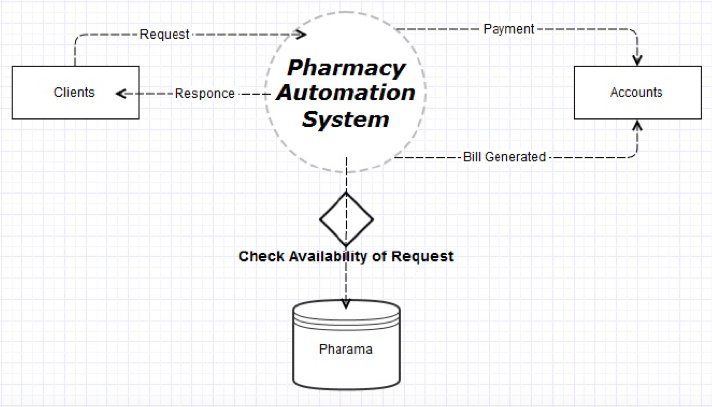 Request
Payment
Pharmacy
Automation
System
Clients
Responce
Accounts
Bill Generated
Check Availability of Request
Pharama